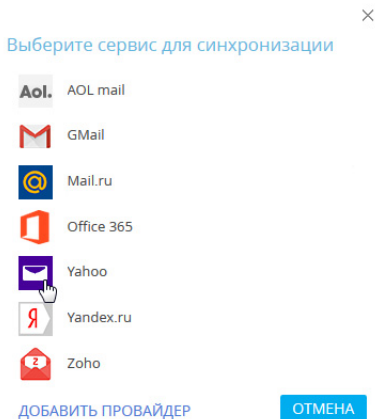 Выберите сервис для синхронизации
Aol. AOL mail
GMail
@ Mail.ru
Office 365
Yahoo
Я Yandex.ru
Z Zoho
ДОБАВИТЬ ПРОВАЙДЕР ОТМЕНА